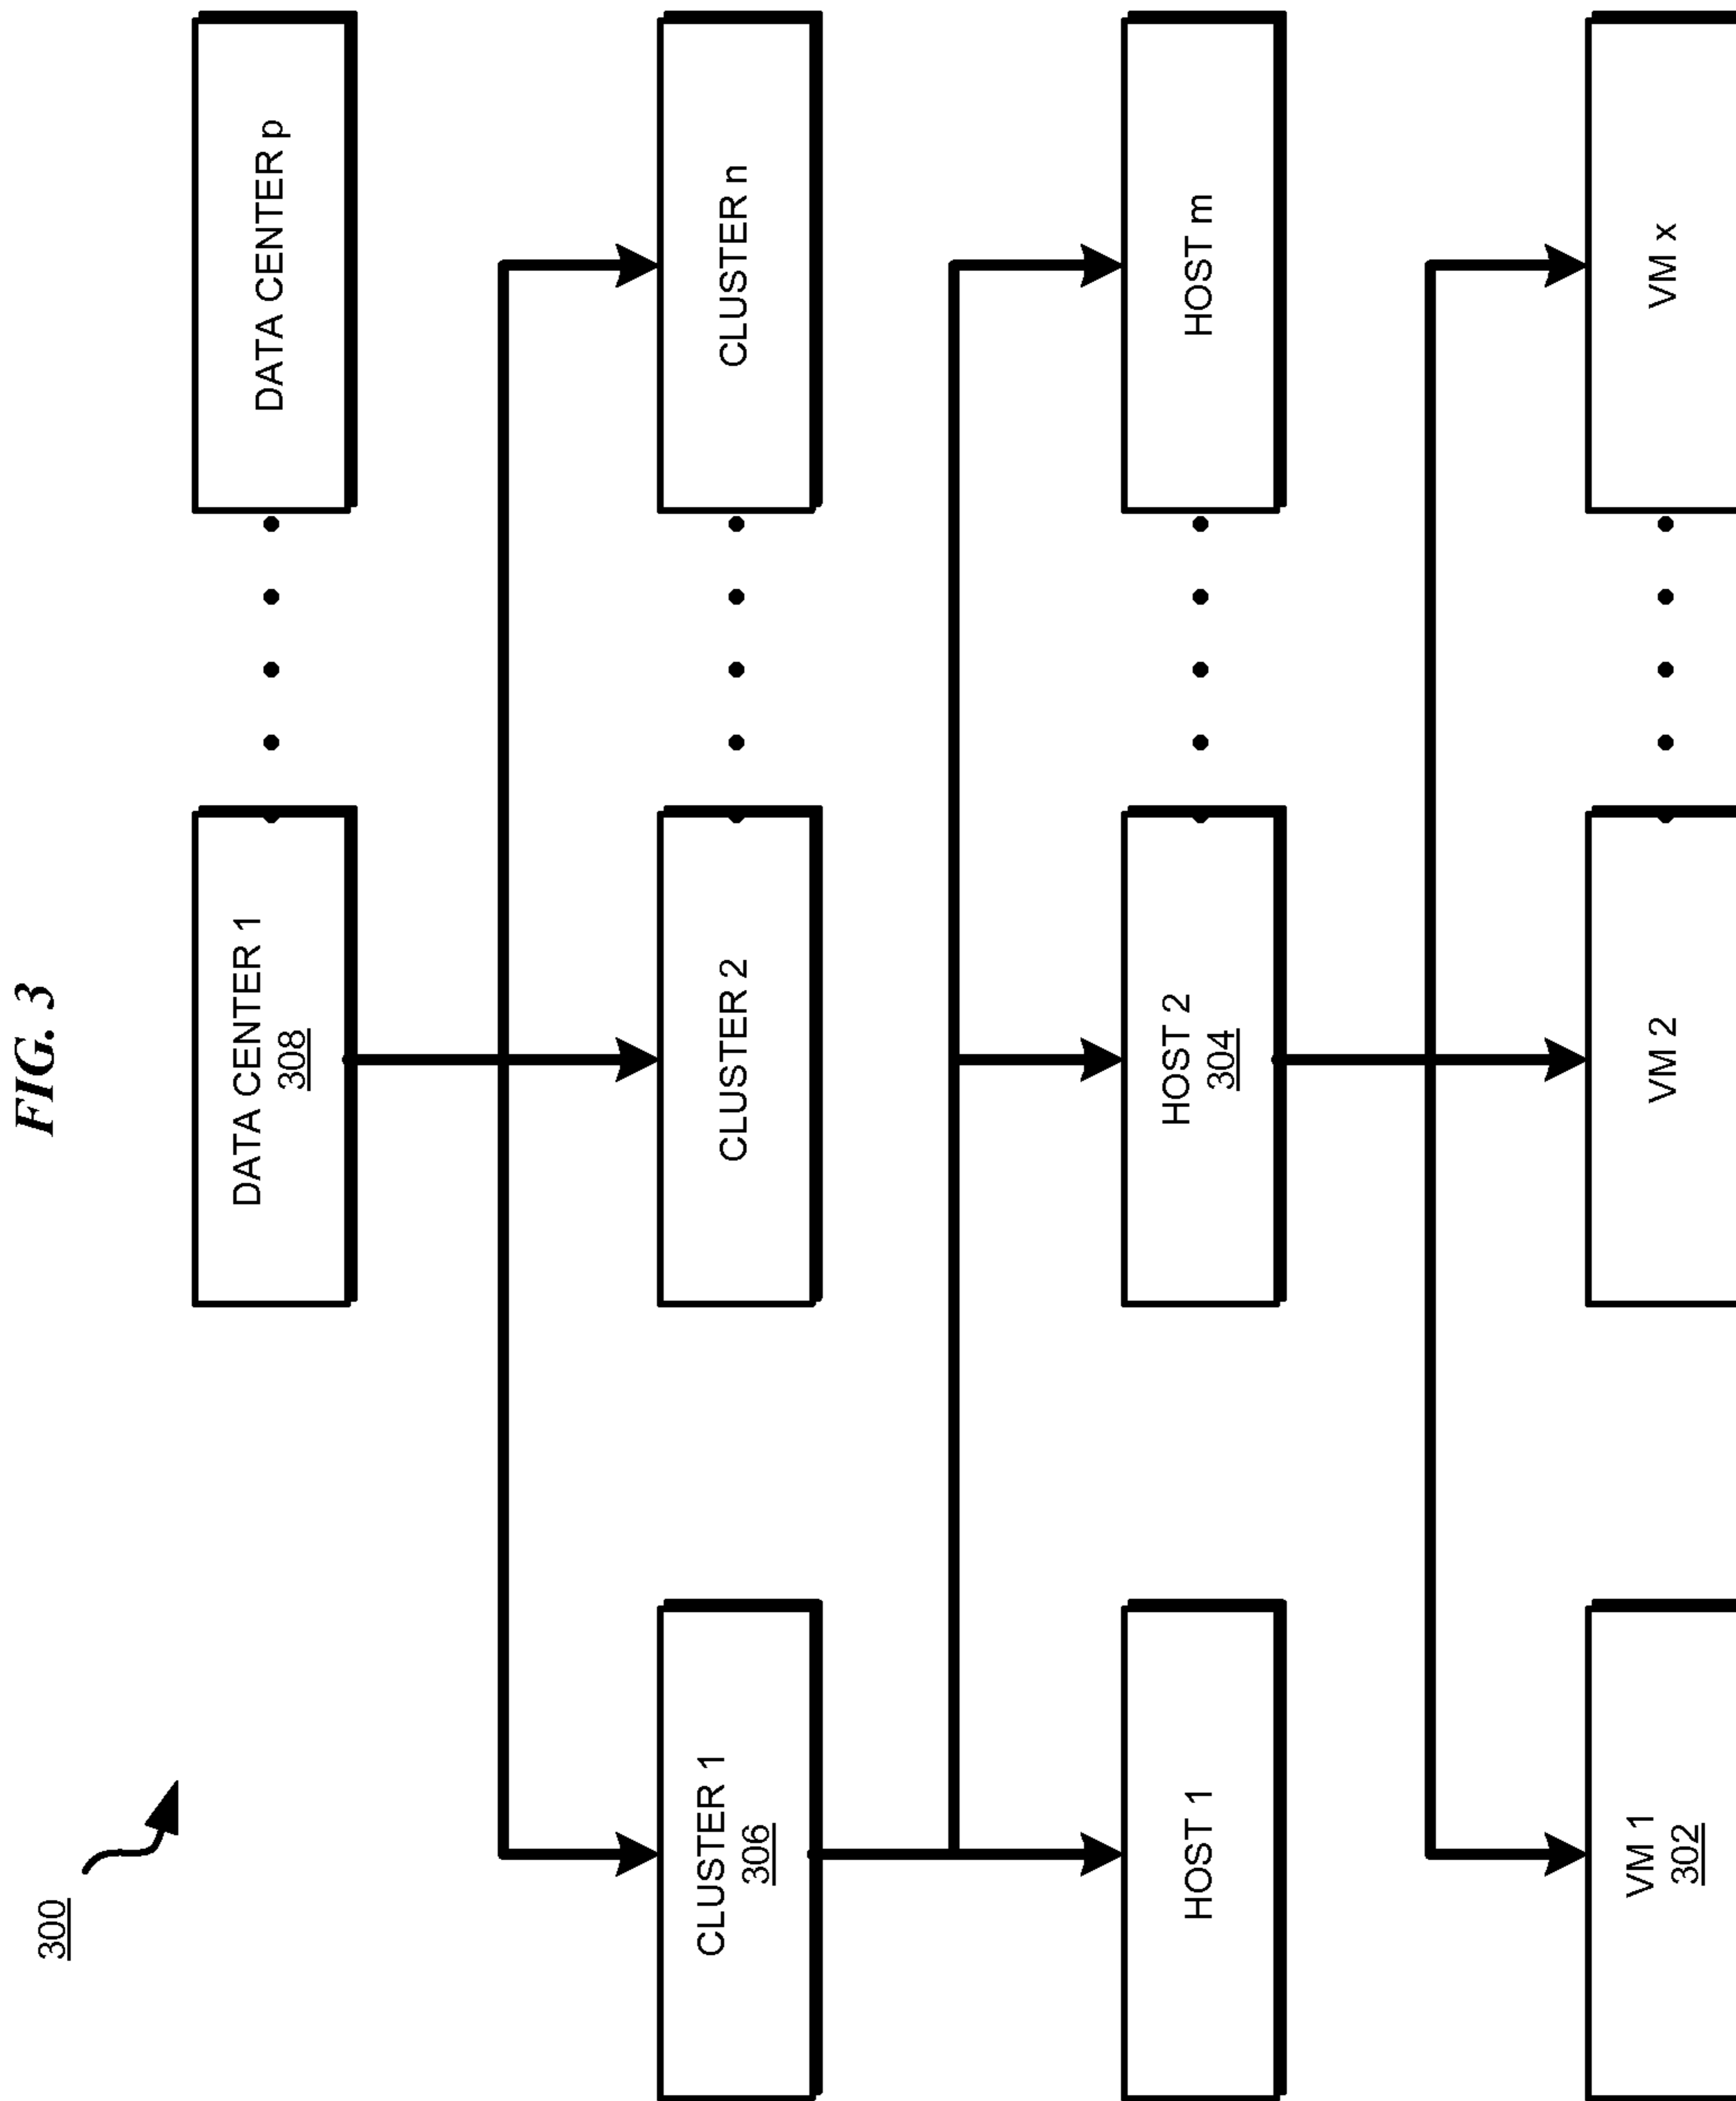 FIG. 3
300
DATA CENTER 1
308
DATA CENTER p
CLUSTER 1
306
CLUSTER 2
CLUSTER n
HOST 1
HOST 2
304
HOST m
VM 1
302
VM 2
VM x